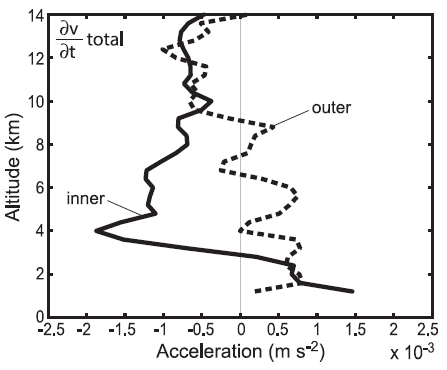 14
12
10
8
6
4
2
0
Altitude (km)
∂v
∂t total
outer
inner
-2.5 -2 -1.5 -1 -0.5 0 0.5 1 1.5 2 2.5
Acceleration (m s⁻²) x 10⁻³